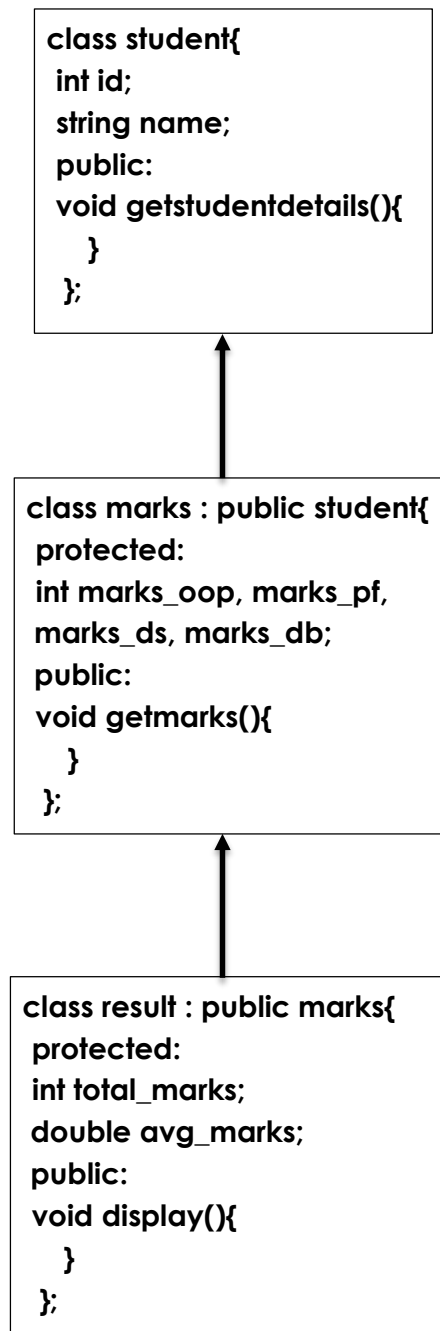 class student{
int id;
string name;
public:
void getstudentdetails(){
}
};
class marks : public student{
protected:
int marks_oop, marks_pf,
marks_ds, marks_db;
public:
void getmarks(){
}
};
class result : public marks{
protected:
int total_marks;
double avg_marks;
public:
void display(){
}
};